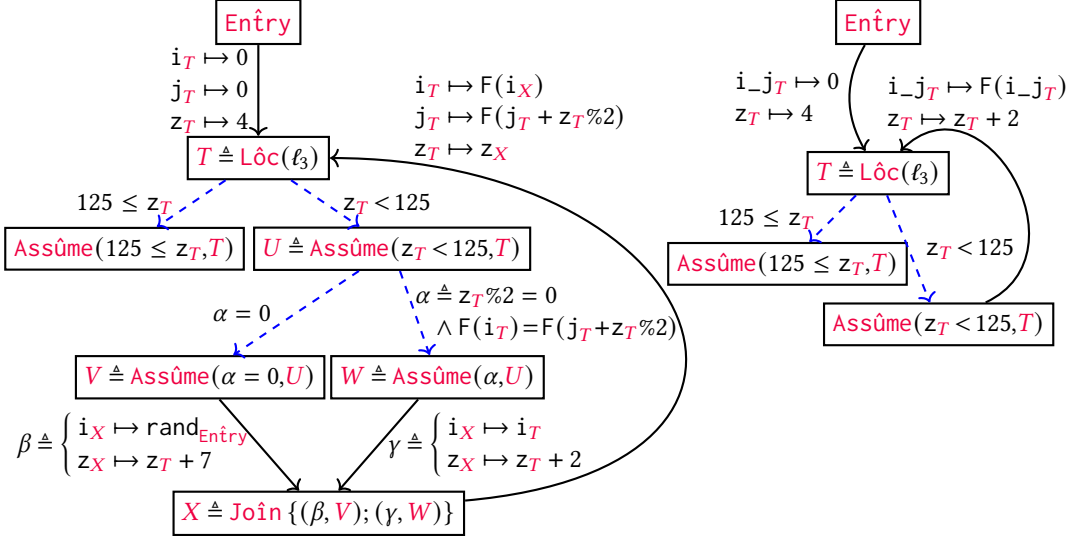 Entr̂y
i_T ↦ 0
j_T ↦ 0
z_T ↦ 4
i_T ↦ F(i_X)
j_T ↦ F(j_T + z_T%2)
z_T ↦ z_X
T ≜ Lôc(ℓ₃)
125 ≤ z_T
z_T < 125
Assûme(125 ≤ z_T,T)
U ≜ Assûme(z_T < 125,T)
α = 0
α ≜ z_T%2 = 0
∧ F(i_T)=F(j_T+z_T%2)
V ≜ Assûme(α = 0,U)
W ≜ Assûme(α,U)
β ≜ { i_X ↦ rand_Entr̂y
z_X ↦ z_T + 7
γ ≜ { i_X ↦ i_T
z_X ↦ z_T + 2
X ≜ Joîn {(β,V);(γ,W)}
Entr̂y
i_j_T ↦ 0
z_T ↦ 4
i_j_T ↦ F(i_j_T)
z_T ↦ z_T + 2
T ≜ Lôc(ℓ₃)
125 ≤ z_T
z_T < 125
Assûme(125 ≤ z_T,T)
Assûme(z_T < 125,T)